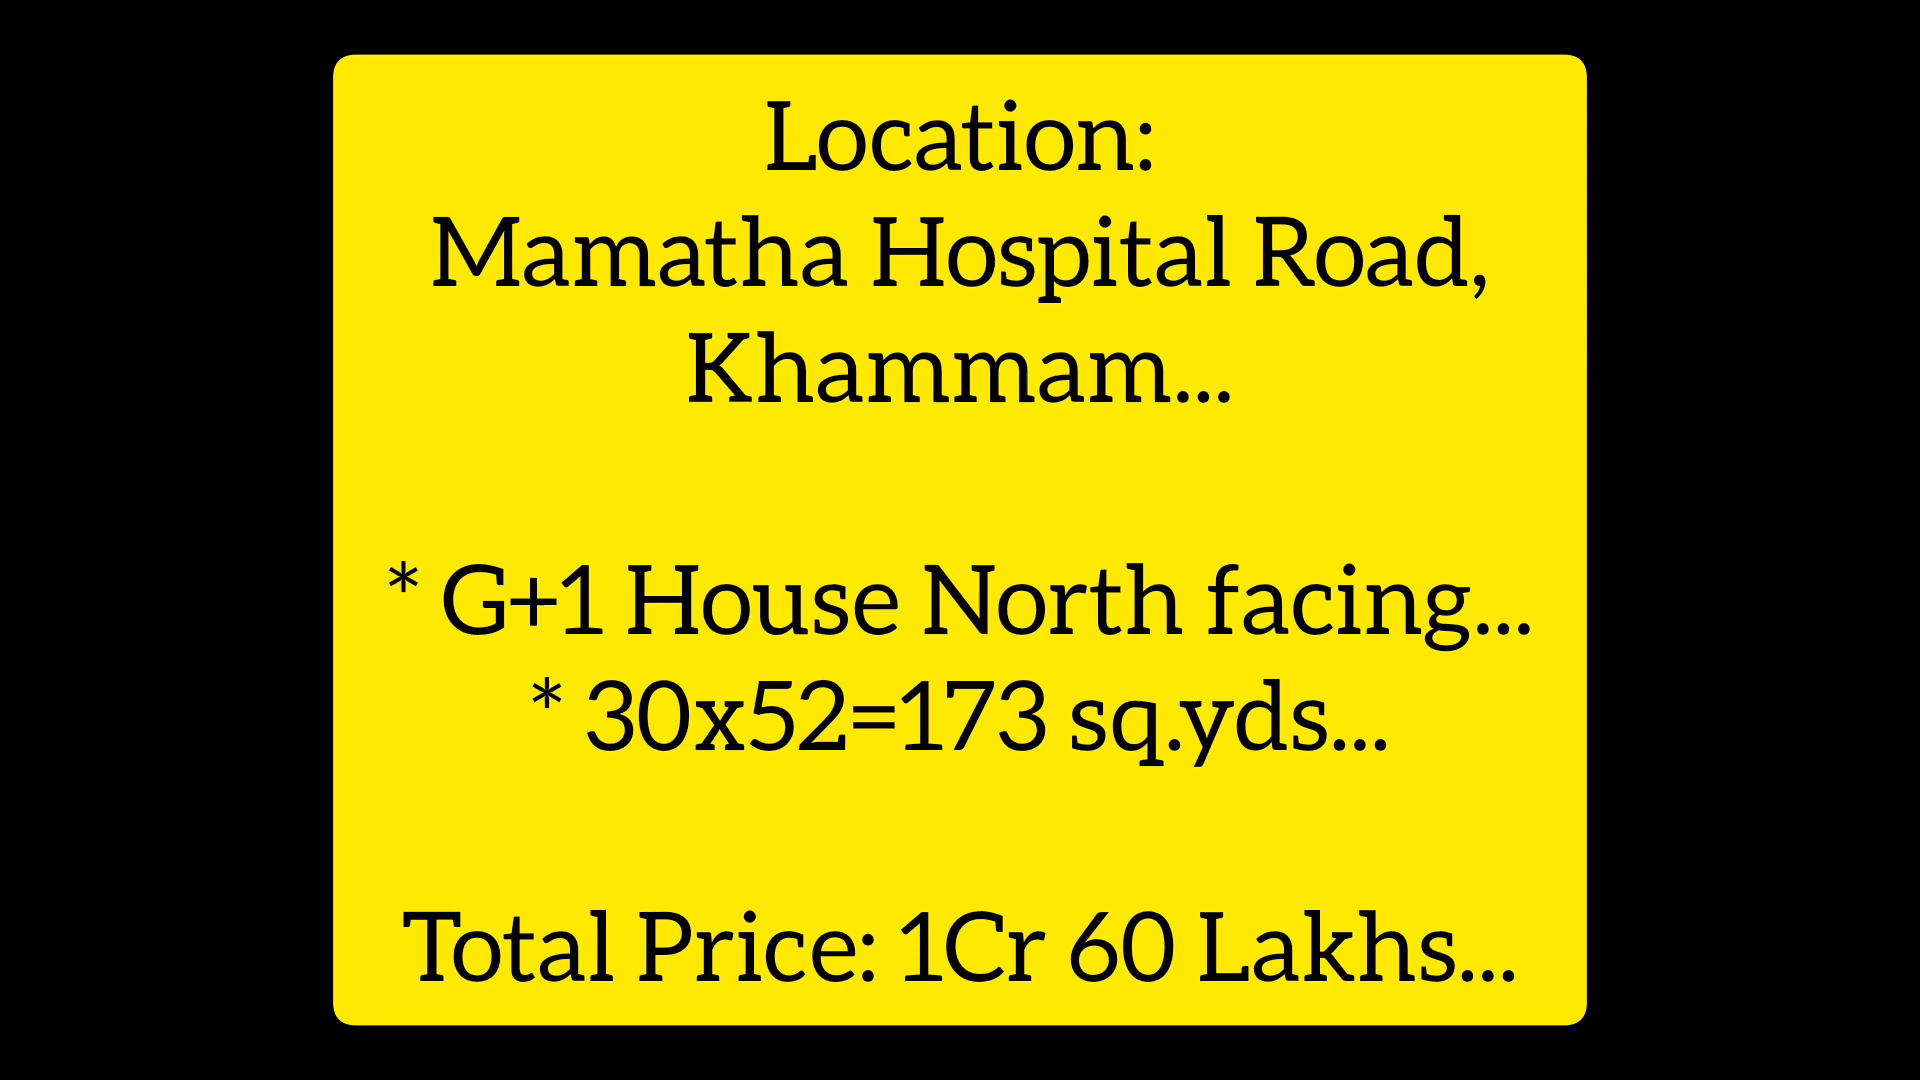 Location:
Mamatha Hospital Road,
Khammam...
* G+1 House North facing...
* 30x52=173 sq.yds...
Total Price: 1Cr 60 Lakhs...